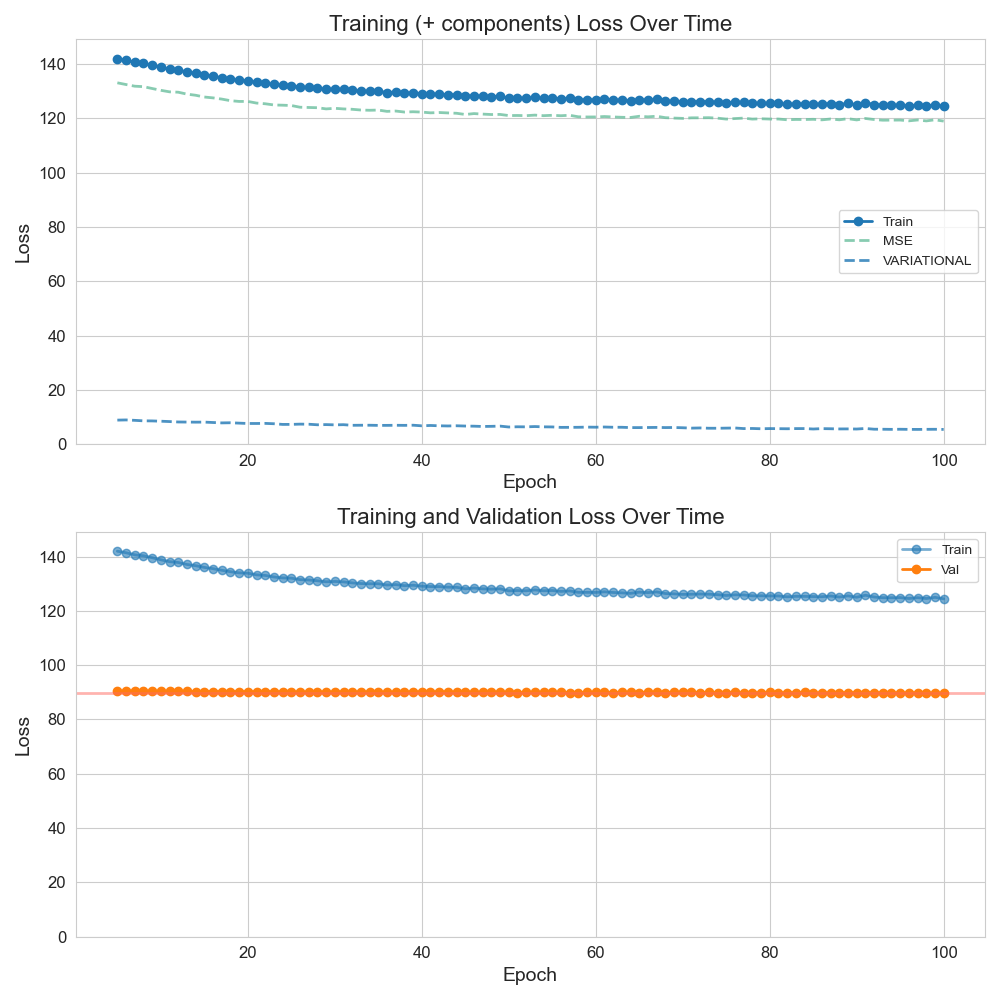 Training (+ components) Loss Over Time
140
120
100
80
60
40
20
0
Loss
Train
MSE
VARIATIONAL
20 40 60 80 100
Epoch
Training and Validation Loss Over Time
140
120
100
80
60
40
20
0
Loss
Train
Val
20 40 60 80 100
Epoch